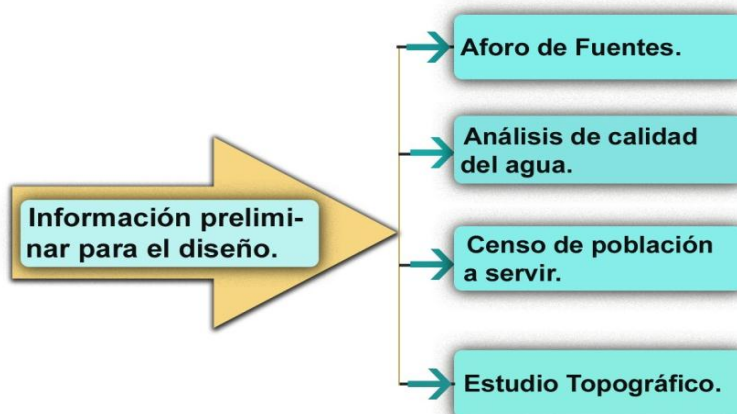 Información prelimi-
nar para el diseño.
Aforo de Fuentes.
Análisis de calidad
del agua.
Censo de población
a servir.
Estudio Topográfico.